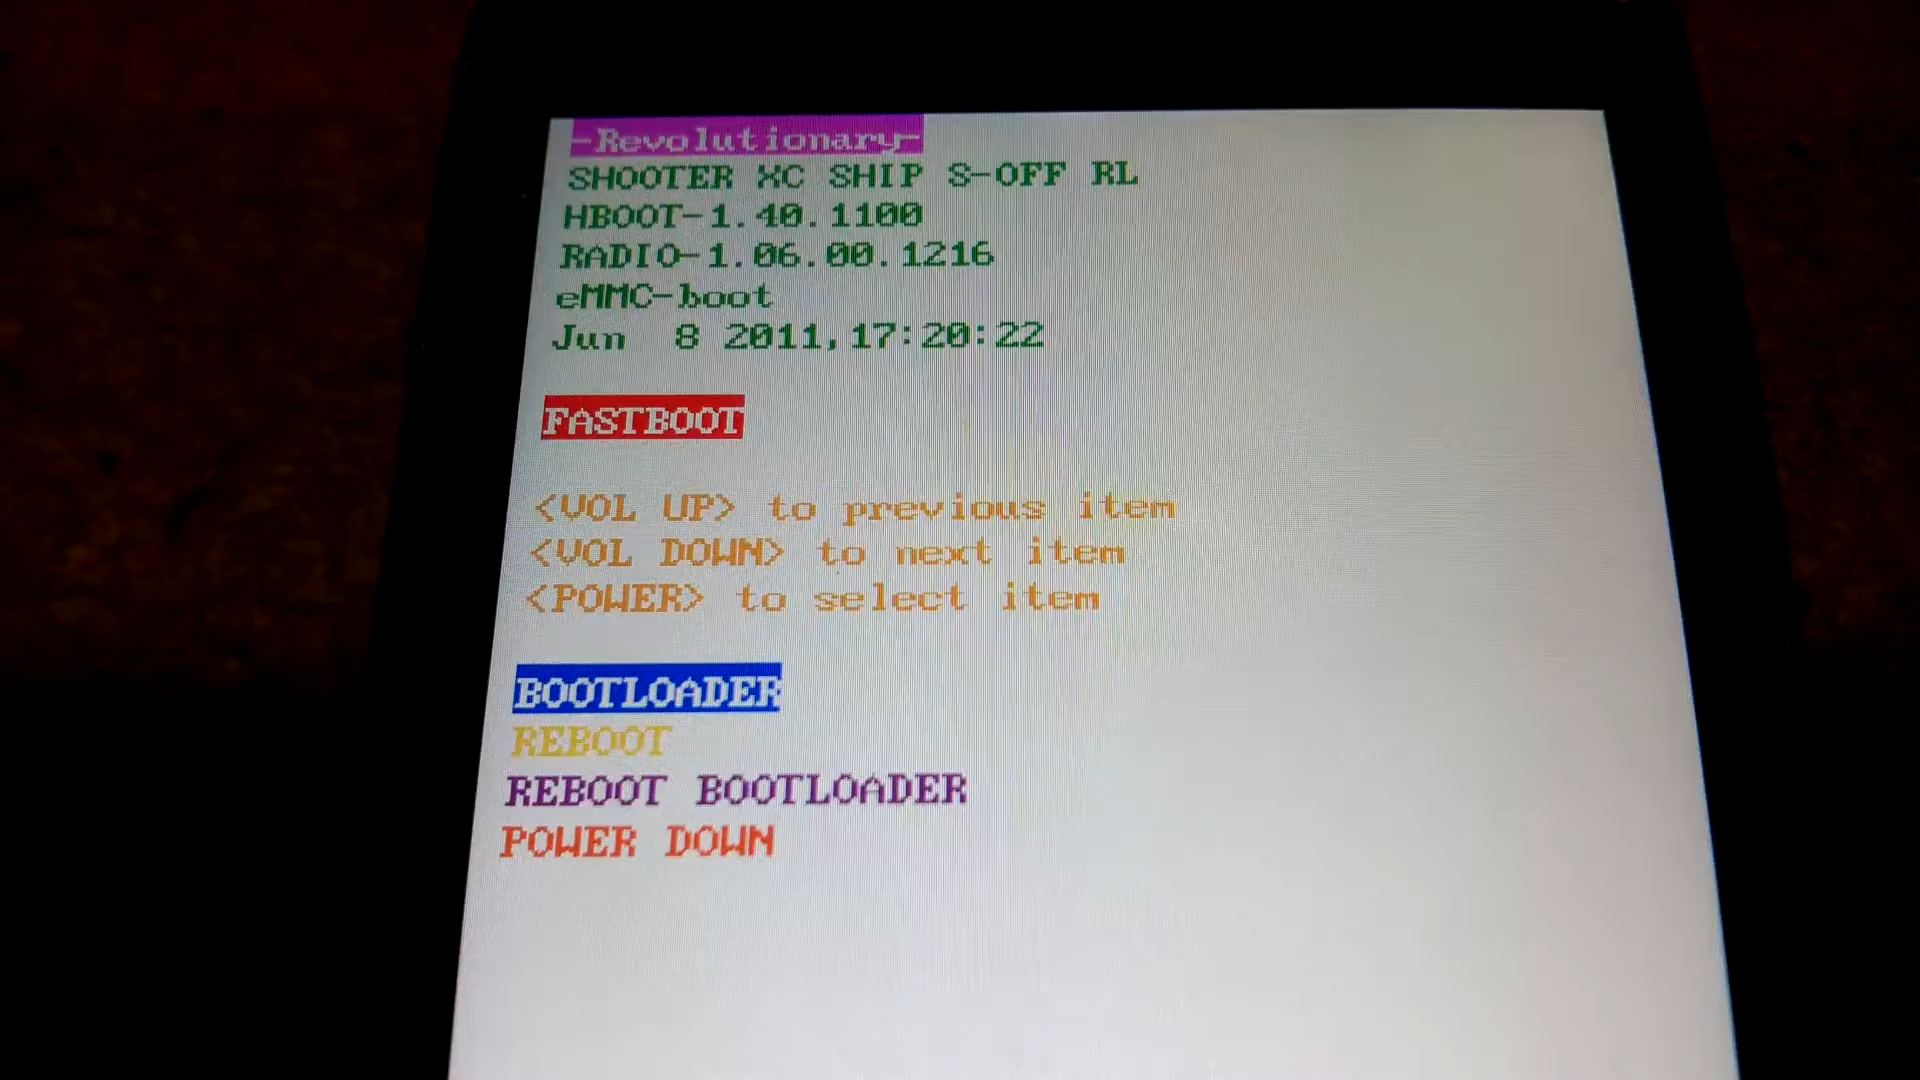 -Revolutionary-
SHOOTER XC SHIP S-OFF RL
HBOOT-1.40.1100
RADIO-1.06.00.1216
eMMC-boot
Jun  8 2011,17:20:22
FASTBOOT
<VOL UP> to previous item
<VOL DOWN> to next item
<POWER> to select item
BOOTLOADER
REBOOT
REBOOT BOOTLOADER
POWER DOWN